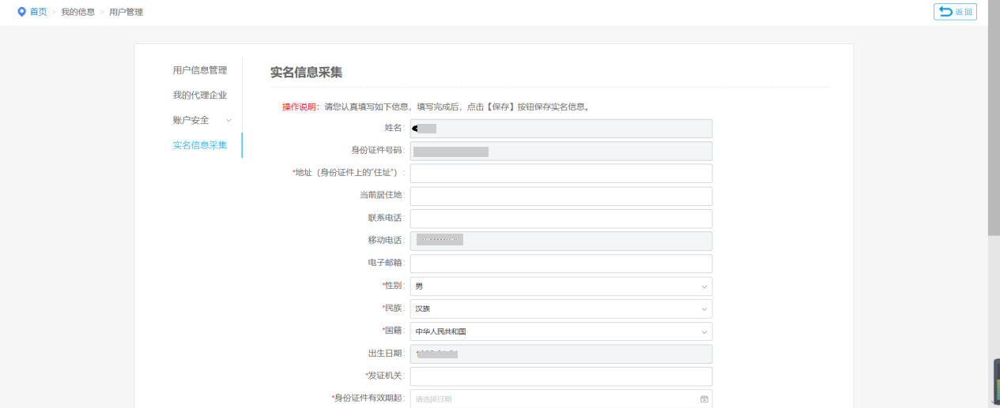 首页 > 我的信息 > 用户管理
返回
用户信息管理
我的代理企业
账户安全
实名信息采集
实名信息采集
操作说明：请您认真填写如下信息，填写完成后，点击【保存】按钮保存实名信息。
姓名:
身份证件号码:
*地址（身份证件上的"住址"）:
当前居住地:
联系电话:
移动电话:
电子邮箱:
*性别: 男
*民族: 汉族
*国籍: 中华人民共和国
出生日期:
*发证机关:
*身份证件有效期起: 请选择日期